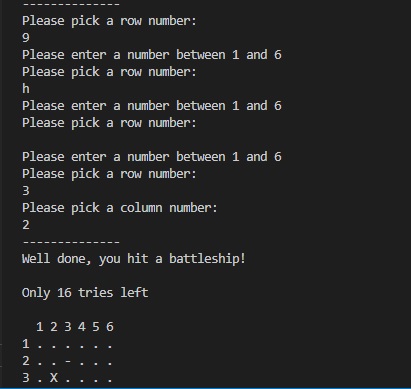 --------------
Please pick a row number:
9
Please enter a number between 1 and 6
Please pick a row number:
h
Please enter a number between 1 and 6
Please pick a row number:

Please enter a number between 1 and 6
Please pick a row number:
3
Please pick a column number:
2
--------------
Well done, you hit a battleship!

Only 16 tries left

  1 2 3 4 5 6
1 . . . . . .
2 . . - . . .
3 . X . . . .